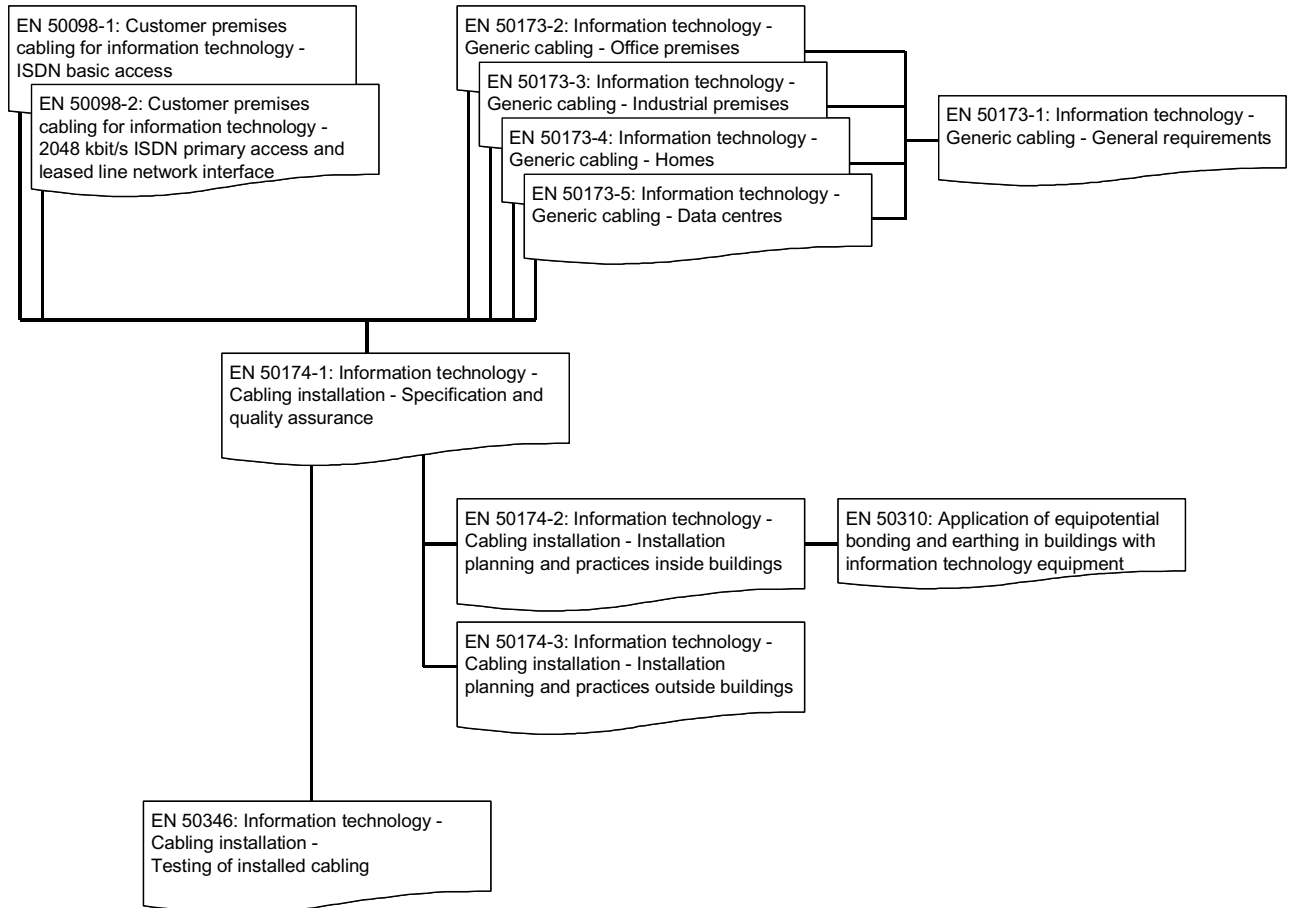 EN 50098-1: Customer premises
cabling for information technology -
ISDN basic access
EN 50098-2: Customer premises
cabling for information technology -
2048 kbit/s ISDN primary access and
leased line network interface
EN 50173-2: Information technology -
Generic cabling - Office premises
EN 50173-3: Information technology -
Generic cabling - Industrial premises
EN 50173-4: Information technology -
Generic cabling - Homes
EN 50173-5: Information technology -
Generic cabling - Data centres
EN 50173-1: Information technology -
Generic cabling - General requirements
EN 50174-1: Information technology -
Cabling installation - Specification and
quality assurance
EN 50174-2: Information technology -
Cabling installation - Installation
planning and practices inside buildings
EN 50310: Application of equipotential
bonding and earthing in buildings with
information technology equipment
EN 50174-3: Information technology -
Cabling installation - Installation
planning and practices outside buildings
EN 50346: Information technology -
Cabling installation -
Testing of installed cabling